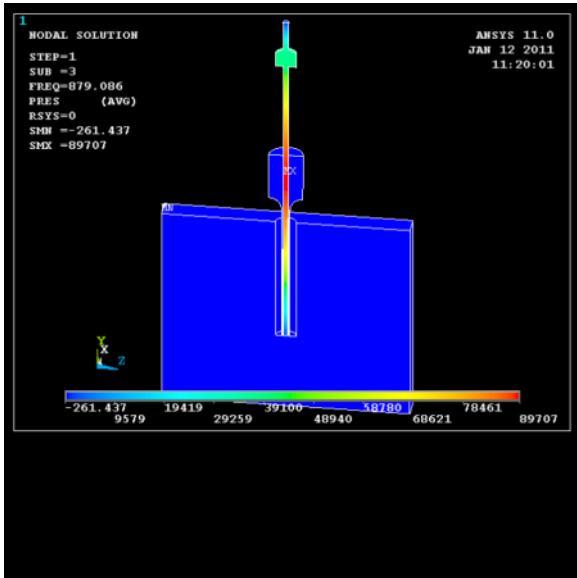 1
NODAL SOLUTION
STEP=1
SUB =3
FREQ=879.086
PRES (AVG)
RSYS=0
SMN =-261.437
SMX =89707
ANSYS 11.0
JAN 12 2011
11:20:01
MX
MN
Y
X
Z
-261.437 19419 39100 58780 78461
9579 29259 48940 68621 89707